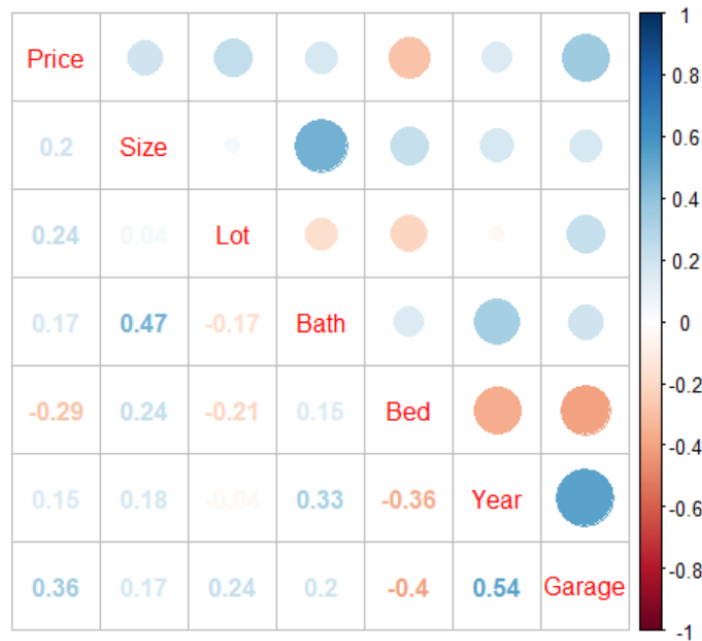 Price
0.2 Size
0.24 0.04 Lot
0.17 0.47 -0.17 Bath
-0.29 0.24 -0.21 0.15 Bed
0.15 0.18 -0.04 0.33 -0.36 Year
0.36 0.17 0.24 0.2 -0.4 0.54 Garage
1
0.8
0.6
0.4
0.2
0
-0.2
-0.4
-0.6
-0.8
-1